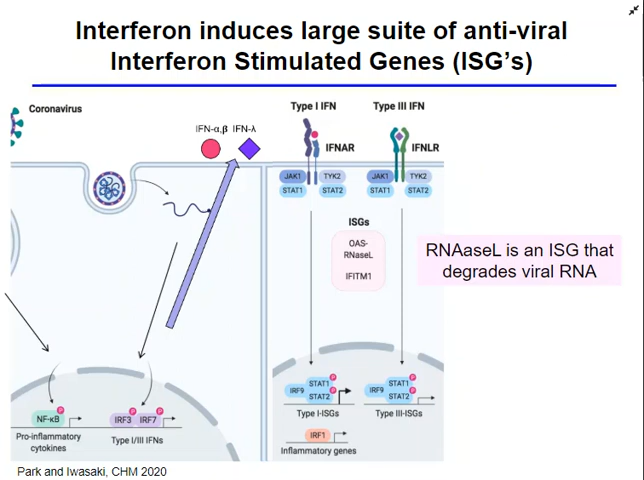 Interferon induces large suite of anti-viral
Interferon Stimulated Genes (ISG’s)
Coronavirus
IFN-α,β IFN-λ
Type I IFN
Type III IFN
IFNAR
IFNLR
JAK1
TYK2
STAT1
STAT2
JAK1
TYK2
STAT1
STAT2
ISGs
OAS-
RNaseL
IFITM1
RNAaseL is an ISG that
degrades viral RNA
NF-κB
P
Pro-inflammatory
cytokines
IRF3
P
IRF7
P
Type I/III IFNs
IRF9
STAT1
P
STAT2
P
Type I-ISGs
IRF9
STAT1
P
STAT2
P
Type III-ISGs
IRF1
Inflammatory genes
Park and Iwasaki, CHM 2020